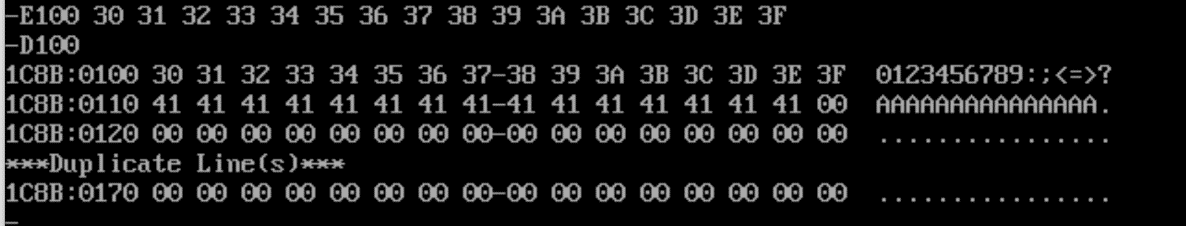 -E100 30 31 32 33 34 35 36 37 38 39 3A 3B 3C 3D 3E 3F
-D100
1C8B:0100 30 31 32 33 34 35 36 37-38 39 3A 3B 3C 3D 3E 3F 0123456789:;<=>?
1C8B:0110 41 41 41 41 41 41 41 41-41 41 41 41 41 41 41 00 AAAAAAAAAAAAAAA.
1C8B:0120 00 00 00 00 00 00 00 00-00 00 00 00 00 00 00 00 ................
***Duplicate Line(s)***
1C8B:0170 00 00 00 00 00 00 00 00-00 00 00 00 00 00 00 00 ................
-